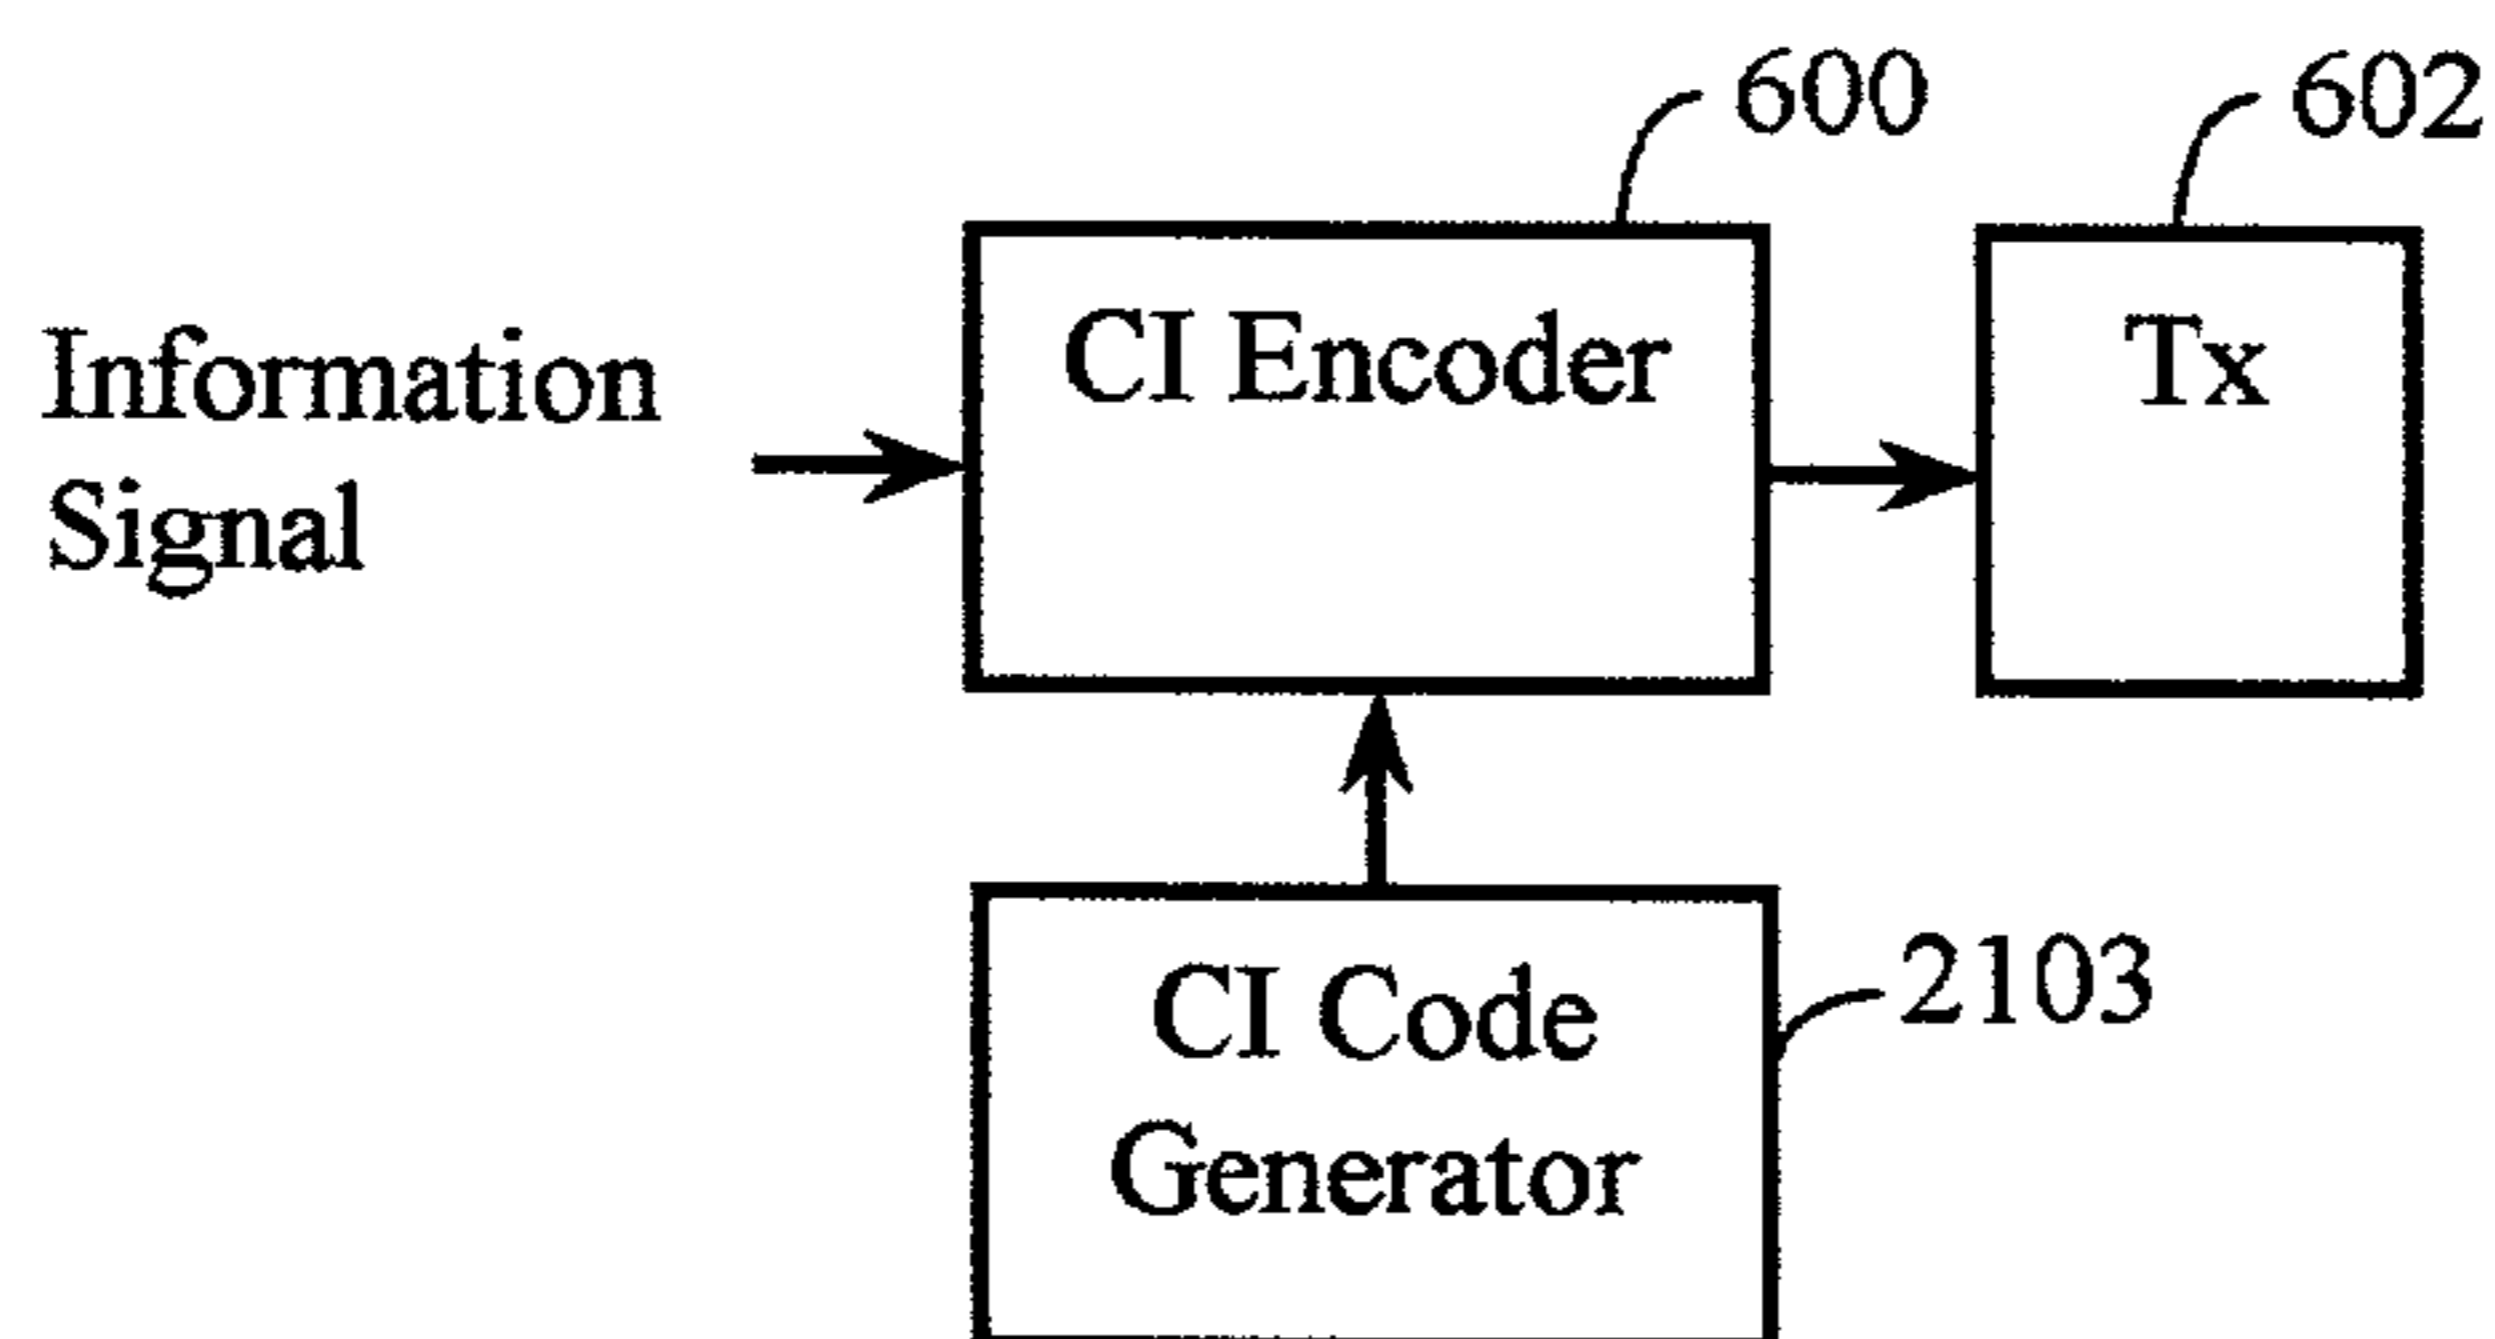 600
602
CI Encoder
Tx
Information
Signal
CI Code
Generator
2103